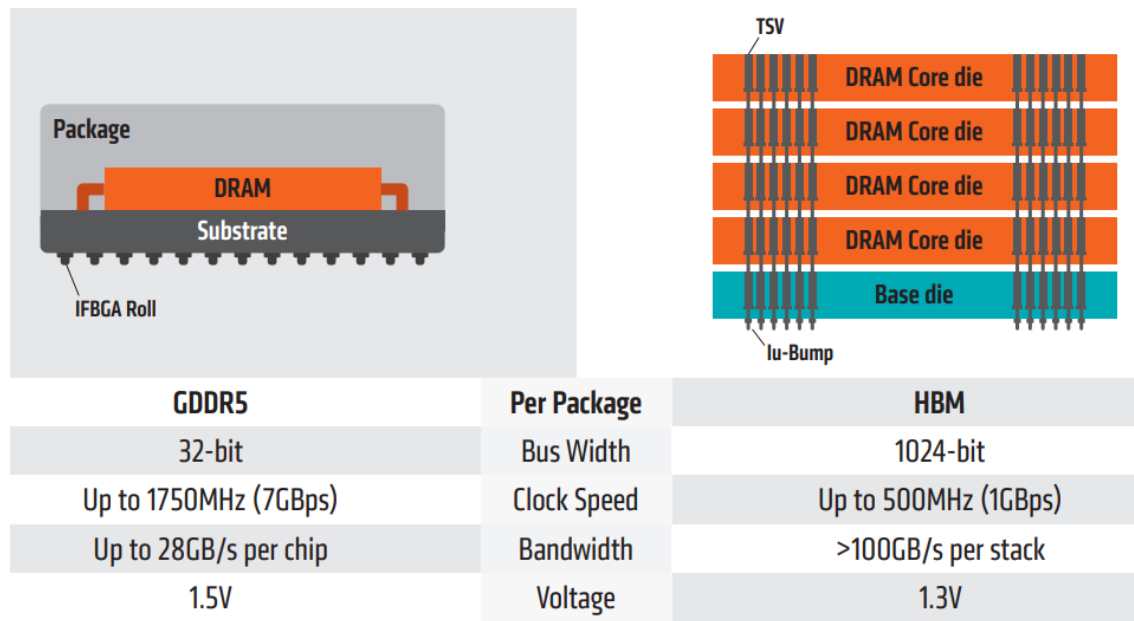 Package
DRAM
Substrate
IFBGA Roll
TSV
DRAM Core die
DRAM Core die
DRAM Core die
DRAM Core die
Base die
Iu-Bump
GDDR5 Per Package HBM
32-bit Bus Width 1024-bit
Up to 1750MHz (7GBps) Clock Speed Up to 500MHz (1GBps)
Up to 28GB/s per chip Bandwidth >100GB/s per stack
1.5V Voltage 1.3V